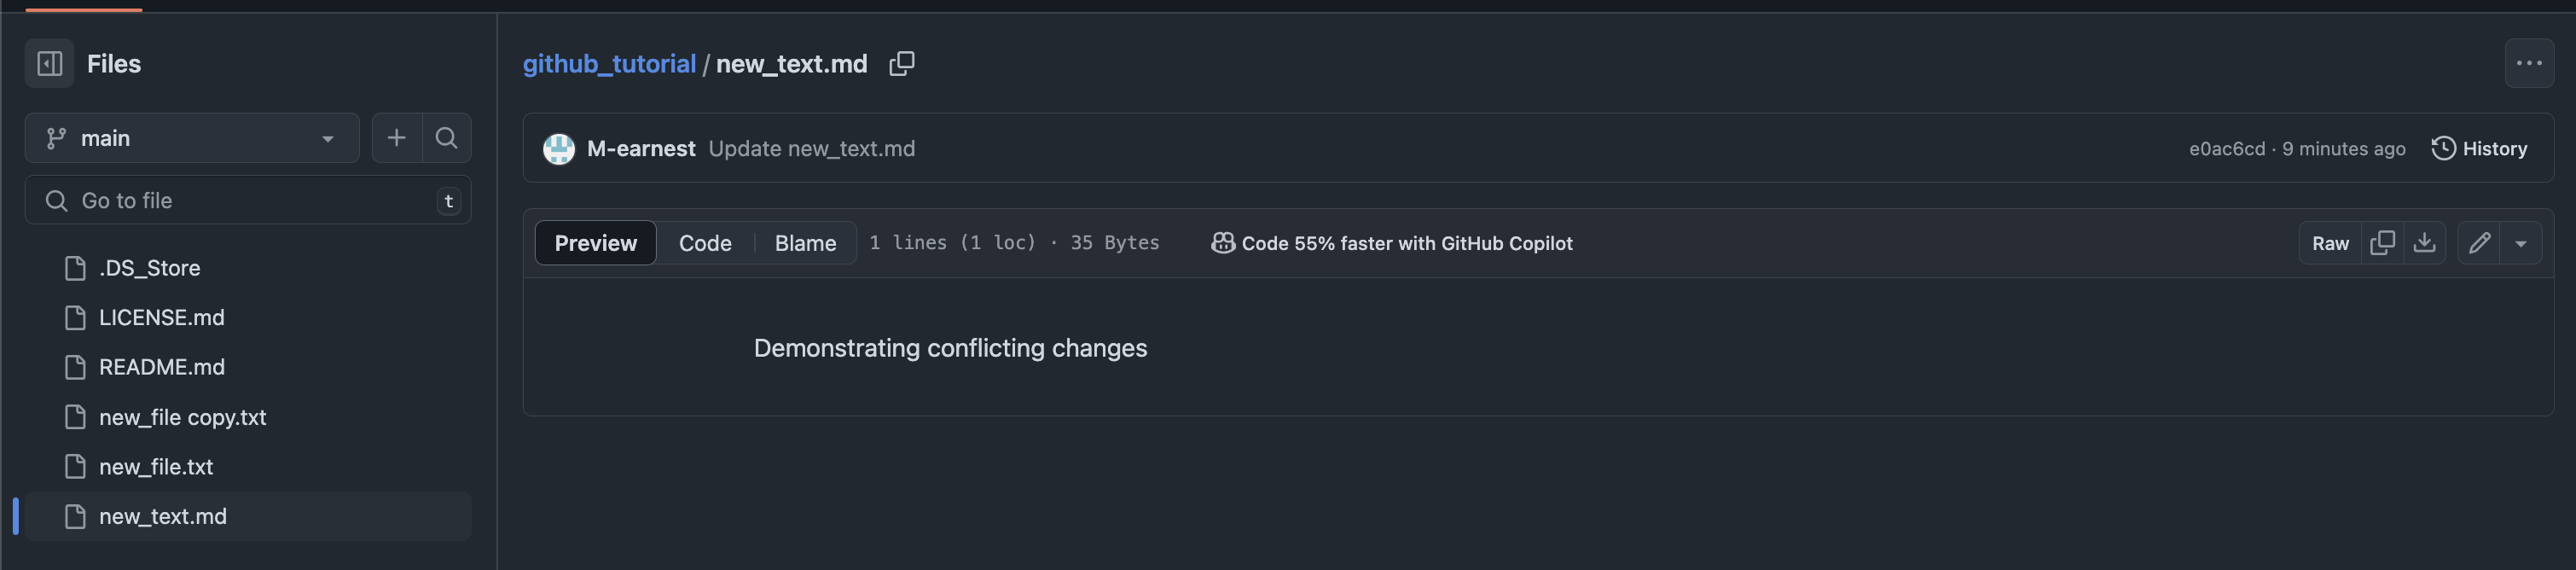 Files
main
Go to file
t
.DS_Store
LICENSE.md
README.md
new_file copy.txt
new_file.txt
new_text.md
github_tutorial / new_text.md
M-earnest Update new_text.md e0ac6cd · 9 minutes ago History
Preview Code Blame 1 lines (1 loc) · 35 Bytes Code 55% faster with GitHub Copilot Raw
Demonstrating conflicting changes